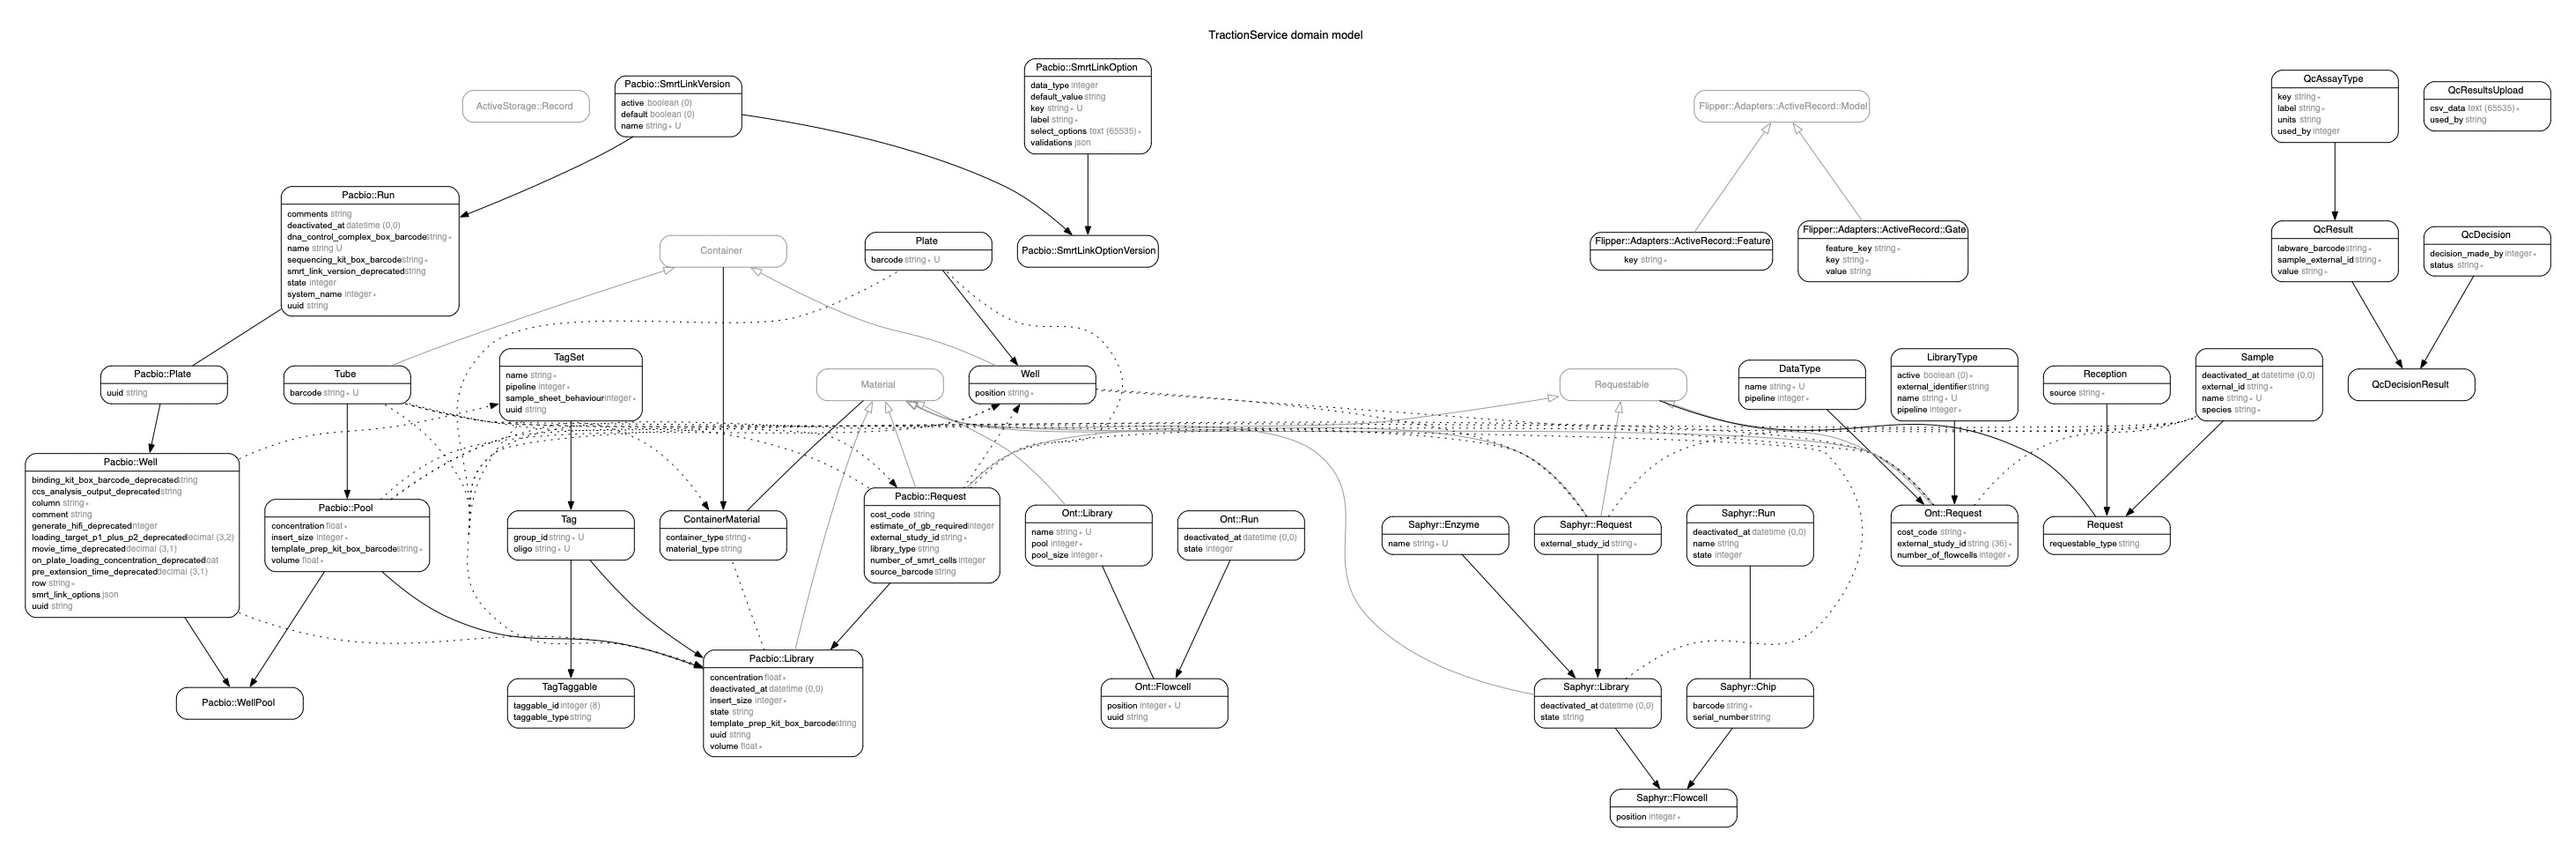 TractionService domain model
ActiveStorage::Record
Pacbio::SmrtLinkVersion
active boolean (0)
default boolean (0)
name string∗ U
Pacbio::SmrtLinkOption
data_type integer
default_value string
key string∗ U
label string∗
select_options text (65535)∗
validations json
Flipper::Adapters::ActiveRecord::Model
QcAssayType
key string∗
label string∗
units string
used_by integer
QcResultsUpload
csv_data text (65535)∗
used_by string
Pacbio::Run
comments string
deactivated_at datetime (0,0)
dna_control_complex_box_barcode string∗
name string U
sequencing_kit_box_barcode string∗
smrt_link_version_deprecated string
state integer
system_name integer∗
uuid string
Container
Plate
barcode string∗ U
Pacbio::SmrtLinkOptionVersion
Flipper::Adapters::ActiveRecord::Feature
key string∗
Flipper::Adapters::ActiveRecord::Gate
feature_key string∗
key string∗
value string
QcResult
labware_barcode string∗
sample_external_id string∗
value string∗
QcDecision
decision_made_by integer∗
status string∗
Pacbio::Plate
uuid string
Tube
barcode string∗ U
TagSet
name string∗
pipeline integer∗
sample_sheet_behaviour integer∗
uuid string
Material
Well
position string∗
Requestable
DataType
name string∗ U
pipeline integer∗
LibraryType
active boolean (0)∗
external_identifier string
name string∗ U
pipeline integer∗
Reception
source string∗
Sample
deactivated_at datetime (0,0)
external_id string∗
name string∗ U
species string∗
QcDecisionResult
Pacbio::Well
binding_kit_box_barcode_deprecated string
ccs_analysis_output_deprecated string
column string∗
comment string
generate_hifi_deprecated integer
loading_target_p1_plus_p2_deprecated decimal (3,2)
movie_time_deprecated decimal (3,1)
on_plate_loading_concentration_deprecated float
pre_extension_time_deprecated decimal (3,1)
row string∗
smrt_link_options json
uuid string
Pacbio::Pool
concentration float∗
insert_size integer∗
template_prep_kit_box_barcode string∗
volume float∗
Tag
group_id string∗ U
oligo string∗ U
ContainerMaterial
container_type string∗
material_type string
Pacbio::Request
cost_code string
estimate_of_gb_required integer
external_study_id string∗
library_type string
number_of_smrt_cells integer
source_barcode string
Ont::Library
name string∗ U
pool integer∗
pool_size integer∗
Ont::Run
deactivated_at datetime (0,0)
state integer
Saphyr::Enzyme
name string∗ U
Saphyr::Request
external_study_id string∗
Saphyr::Run
deactivated_at datetime (0,0)
name string
state integer
Ont::Request
cost_code string∗
external_study_id string (36)∗
number_of_flowcells integer∗
Request
requestable_type string
Pacbio::WellPool
TagTaggable
taggable_id integer (8)
taggable_type string
Pacbio::Library
concentration float∗
deactivated_at datetime (0,0)
insert_size integer∗
state string
template_prep_kit_box_barcode string
uuid string
volume float∗
Ont::Flowcell
position integer∗ U
uuid string
Saphyr::Library
deactivated_at datetime (0,0)
state string
Saphyr::Chip
barcode string∗
serial_number string
Saphyr::Flowcell
position integer∗